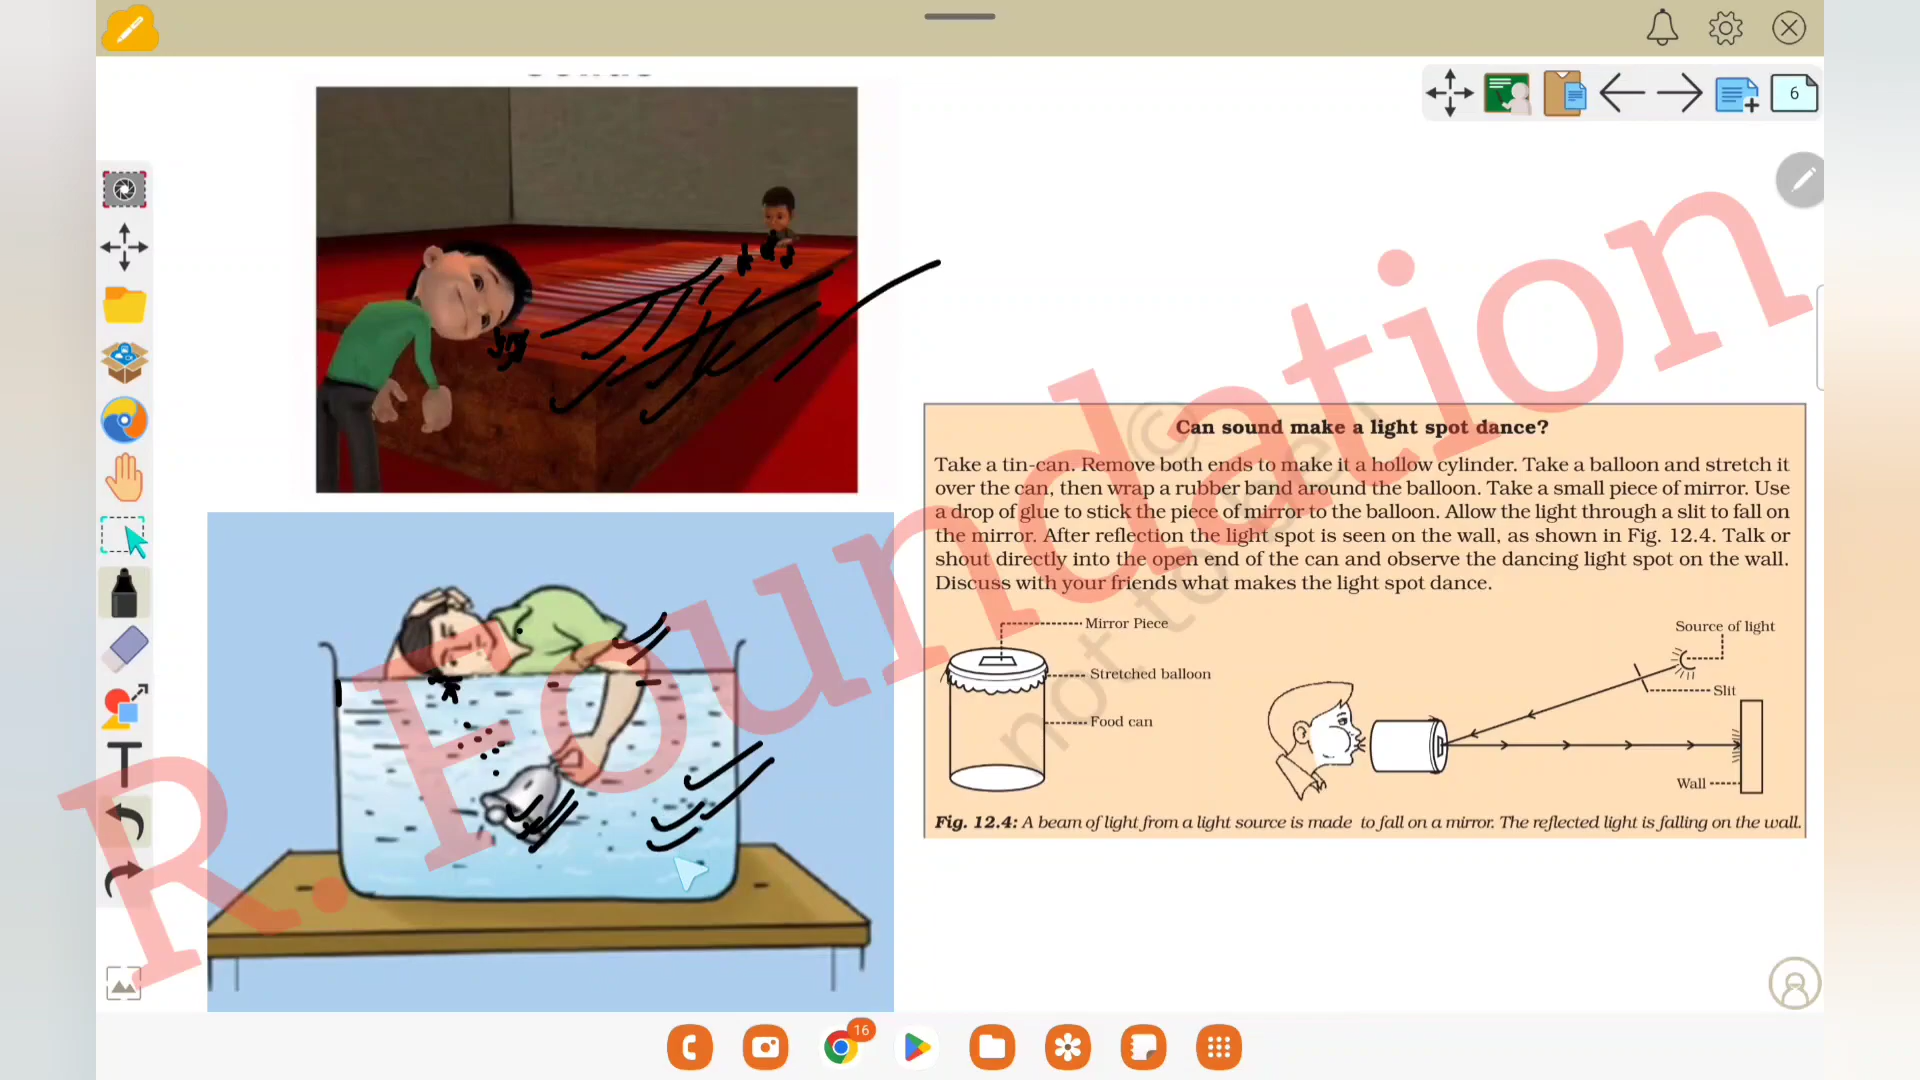 6
Can sound make a light spot dance?
Take a tin-can. Remove both ends to make it a hollow cylinder. Take a balloon and stretch it
over the can, then wrap a rubber band around the balloon. Take a small piece of mirror. Use
a drop of glue to stick the piece of mirror to the balloon. Allow the light through a slit to fall on
the mirror. After reflection the light spot is seen on the wall, as shown in Fig. 12.4. Talk or
shout directly into the open end of the can and observe the dancing light spot on the wall.
Discuss with your friends what makes the light spot dance.
Mirror Piece
Stretched balloon
Food can
Source of light
Slit
Wall
Fig. 12.4: A beam of light from a light source is made to fall on a mirror. The reflected light is falling on the wall.
R. Foundation
©
not to be
T
16